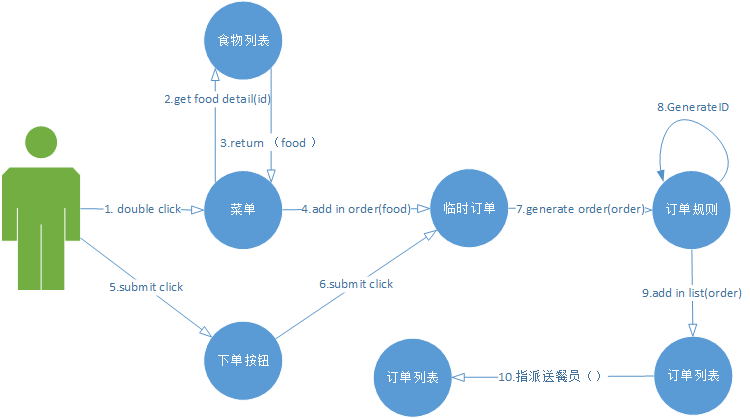 食物列表
2.get food detail(id)
3.return （food ）
8.GenerateID
1. double click
菜单
4.add in order(food)
临时订单
7.generate order(order)
订单规则
5.submit click
6.submit click
9.add in list(order)
下单按钮
订单列表
10.指派送餐员（）
订单列表